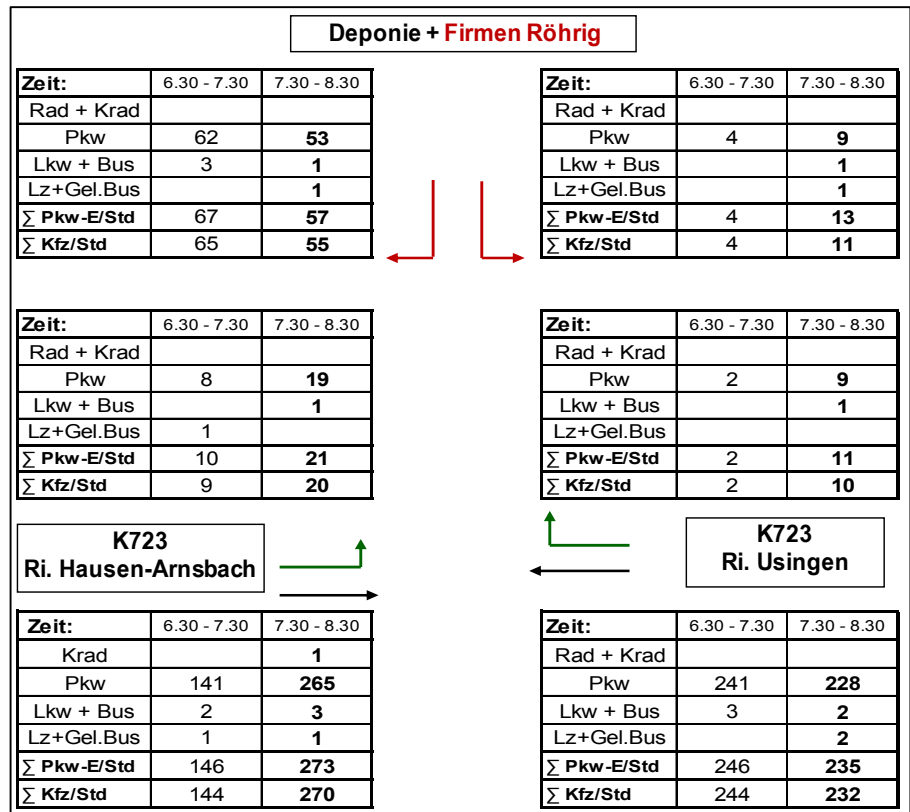 Deponie + Firmen Röhrig
Zeit: 6.30 - 7.30 7.30 - 8.30
Rad + Krad
Pkw 62 53
Lkw + Bus 3 1
Lz+Gel.Bus 1
∑ Pkw-E/Std 67 57
∑ Kfz/Std 65 55
Zeit: 6.30 - 7.30 7.30 - 8.30
Rad + Krad
Pkw 4 9
Lkw + Bus 1
Lz+Gel.Bus 1
∑ Pkw-E/Std 4 13
∑ Kfz/Std 4 11
Zeit: 6.30 - 7.30 7.30 - 8.30
Rad + Krad
Pkw 8 19
Lkw + Bus 1
Lz+Gel.Bus 1
∑ Pkw-E/Std 10 21
∑ Kfz/Std 9 20
Zeit: 6.30 - 7.30 7.30 - 8.30
Rad + Krad
Pkw 2 9
Lkw + Bus 1
Lz+Gel.Bus
∑ Pkw-E/Std 2 11
∑ Kfz/Std 2 10
K723
Ri. Hausen-Arnsbach
K723
Ri. Usingen
Zeit: 6.30 - 7.30 7.30 - 8.30
Krad 1
Pkw 141 265
Lkw + Bus 2 3
Lz+Gel.Bus 1 1
∑ Pkw-E/Std 146 273
∑ Kfz/Std 144 270
Zeit: 6.30 - 7.30 7.30 - 8.30
Rad + Krad
Pkw 241 228
Lkw + Bus 3 2
Lz+Gel.Bus 2
∑ Pkw-E/Std 246 235
∑ Kfz/Std 244 232